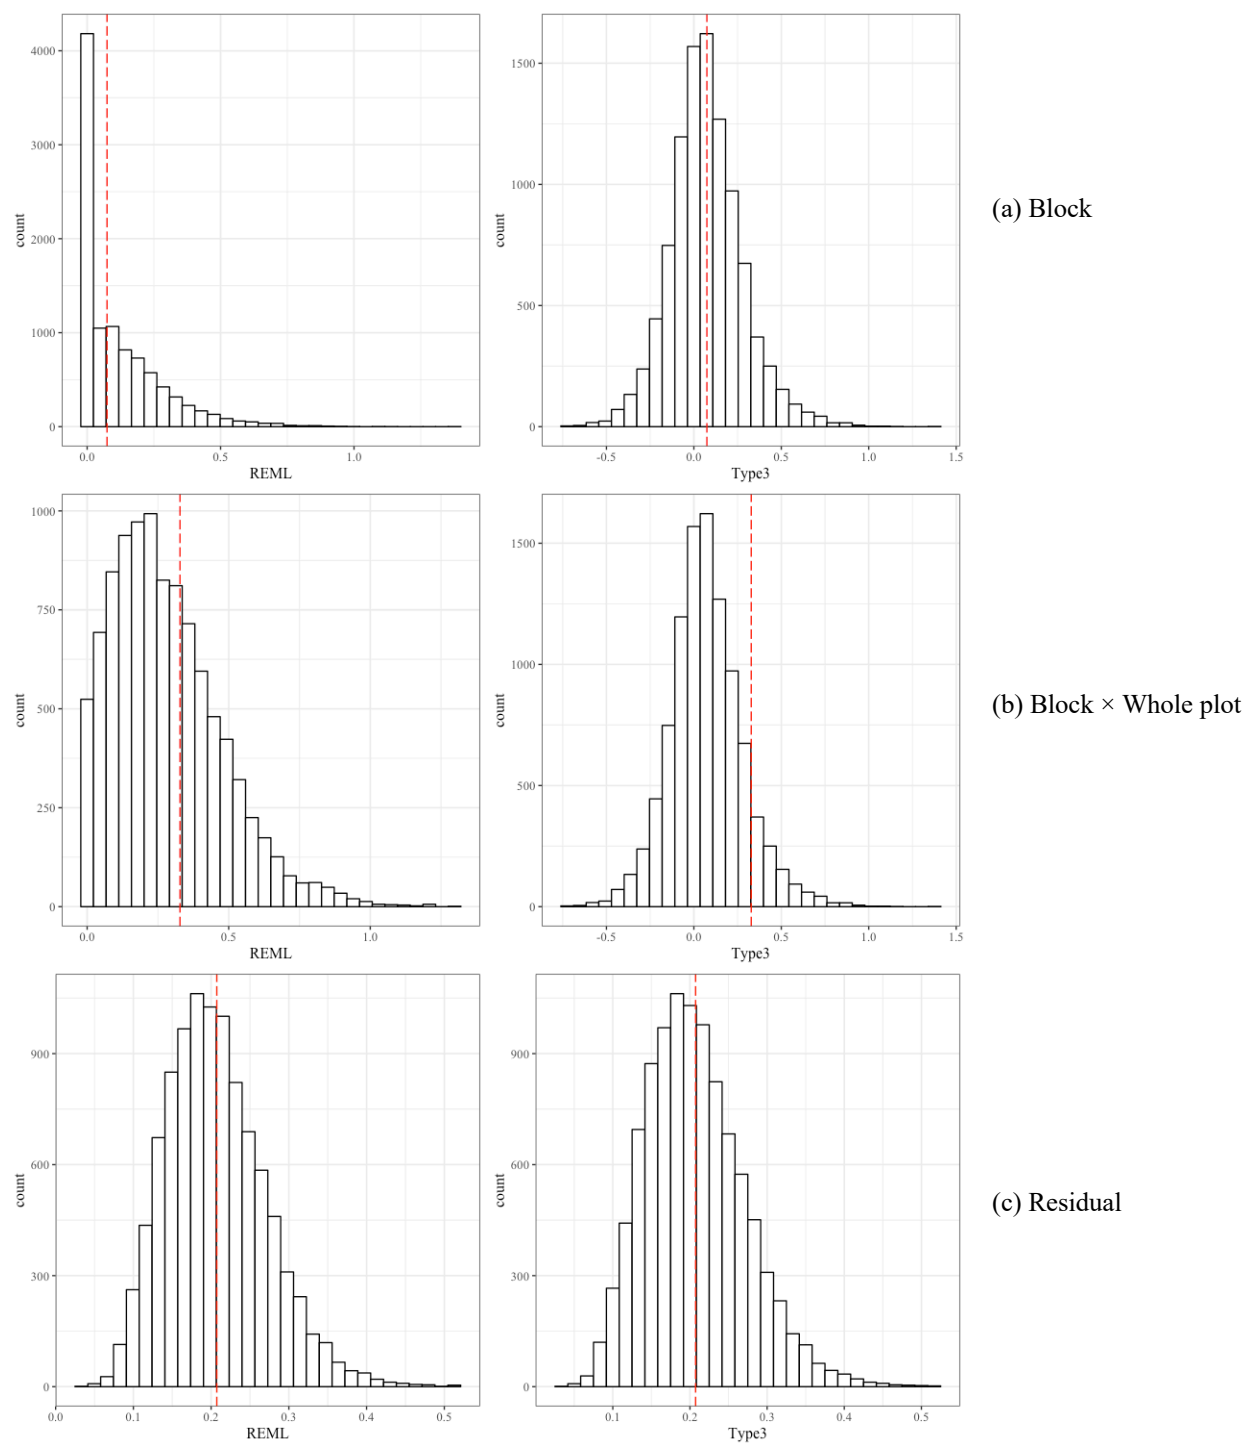 4000
3000
2000
1000
0
count
0.0 0.5 1.0
REML
1500
1000
500
0
count
-0.5 0.0 0.5 1.0 1.5
Type3
(a) Block
1000
750
500
250
0
count
0.0 0.5 1.0
REML
1500
1000
500
0
count
-0.5 0.0 0.5 1.0 1.5
Type3
(b) Block × Whole plot
900
600
300
0
count
0.0 0.1 0.2 0.3 0.4 0.5
REML
900
600
300
0
count
0.1 0.2 0.3 0.4 0.5
Type3
(c) Residual